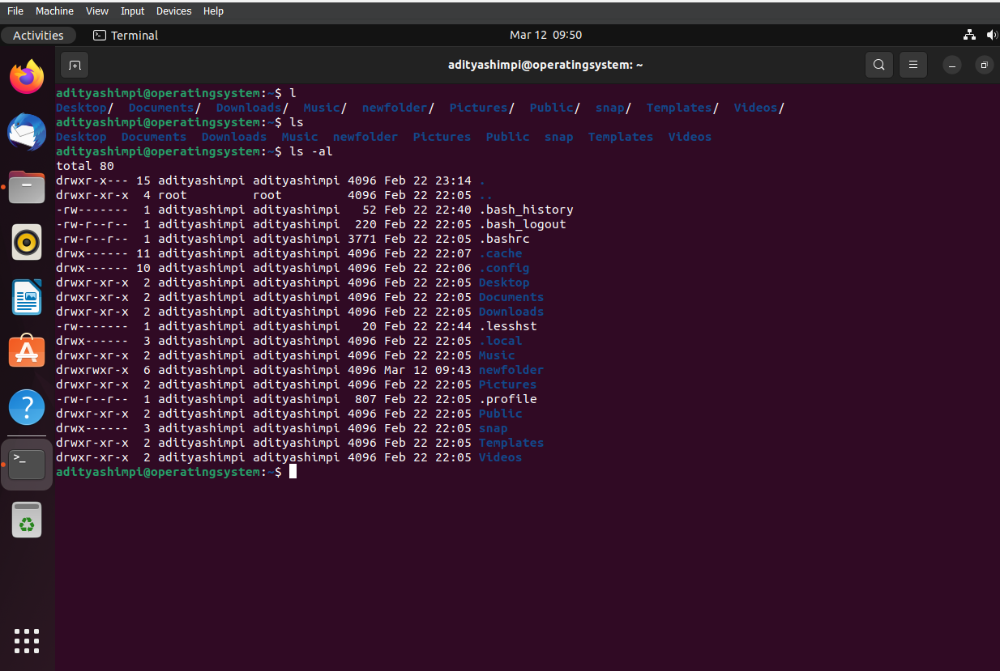 File Machine View Input Devices Help
Activities Terminal Mar 12 09:50
adityashimpi@operatingsystem: ~
adityashimpi@operatingsystem:~$ l
Desktop/  Documents/  Downloads/  Music/  newfolder/  Pictures/  Public/  snap/  Templates/  Videos/
adityashimpi@operatingsystem:~$ ls
Desktop  Documents  Downloads  Music  newfolder  Pictures  Public  snap  Templates  Videos
adityashimpi@operatingsystem:~$ ls -al
total 80
drwxr-x--- 15 adityashimpi adityashimpi 4096 Feb 22 23:14 .
drwxr-xr-x  4 root         root         4096 Feb 22 22:05 ..
-rw-------  1 adityashimpi adityashimpi   52 Feb 22 22:40 .bash_history
-rw-r--r--  1 adityashimpi adityashimpi  220 Feb 22 22:05 .bash_logout
-rw-r--r--  1 adityashimpi adityashimpi 3771 Feb 22 22:05 .bashrc
drwx------ 11 adityashimpi adityashimpi 4096 Feb 22 22:07 .cache
drwx------ 10 adityashimpi adityashimpi 4096 Feb 22 22:06 .config
drwxr-xr-x  2 adityashimpi adityashimpi 4096 Feb 22 22:05 Desktop
drwxr-xr-x  2 adityashimpi adityashimpi 4096 Feb 22 22:05 Documents
drwxr-xr-x  2 adityashimpi adityashimpi 4096 Feb 22 22:05 Downloads
-rw-------  1 adityashimpi adityashimpi   20 Feb 22 22:44 .lesshst
drwx------  3 adityashimpi adityashimpi 4096 Feb 22 22:05 .local
drwxr-xr-x  2 adityashimpi adityashimpi 4096 Feb 22 22:05 Music
drwxrwxr-x  6 adityashimpi adityashimpi 4096 Mar 12 09:43 newfolder
drwxr-xr-x  2 adityashimpi adityashimpi 4096 Feb 22 22:05 Pictures
-rw-r--r--  1 adityashimpi adityashimpi  807 Feb 22 22:05 .profile
drwxr-xr-x  2 adityashimpi adityashimpi 4096 Feb 22 22:05 Public
drwx------  3 adityashimpi adityashimpi 4096 Feb 22 22:05 snap
drwxr-xr-x  2 adityashimpi adityashimpi 4096 Feb 22 22:05 Templates
drwxr-xr-x  2 adityashimpi adityashimpi 4096 Feb 22 22:05 Videos
adityashimpi@operatingsystem:~$